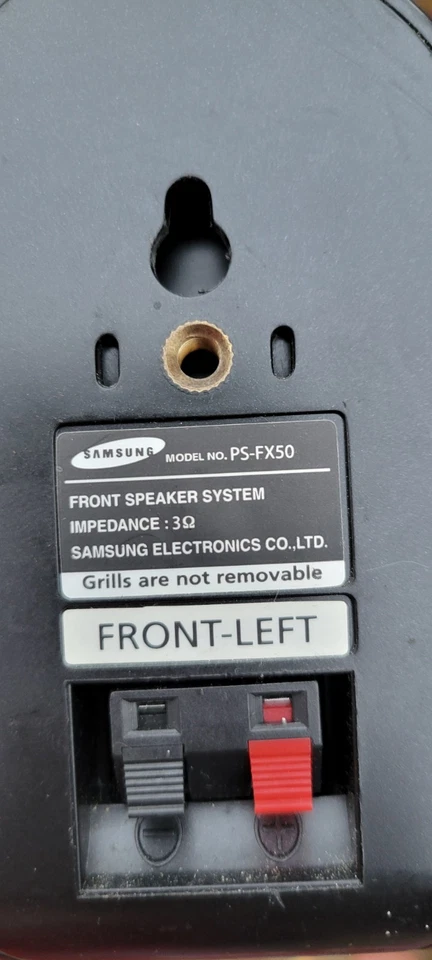 SAMSUNG MODEL NO. PS-FX50
FRONT SPEAKER SYSTEM
IMPEDANCE : 3Ω
SAMSUNG ELECTRONICS CO.,LTD.
Grills are not removable
FRONT-LEFT
− +